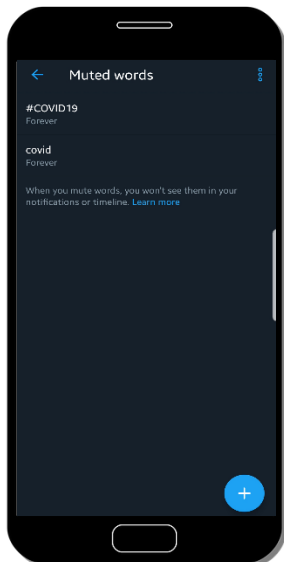 Muted words
#COVID19
Forever
covid
Forever
When you mute words, you won't see them in your
notifications or timeline. Learn more